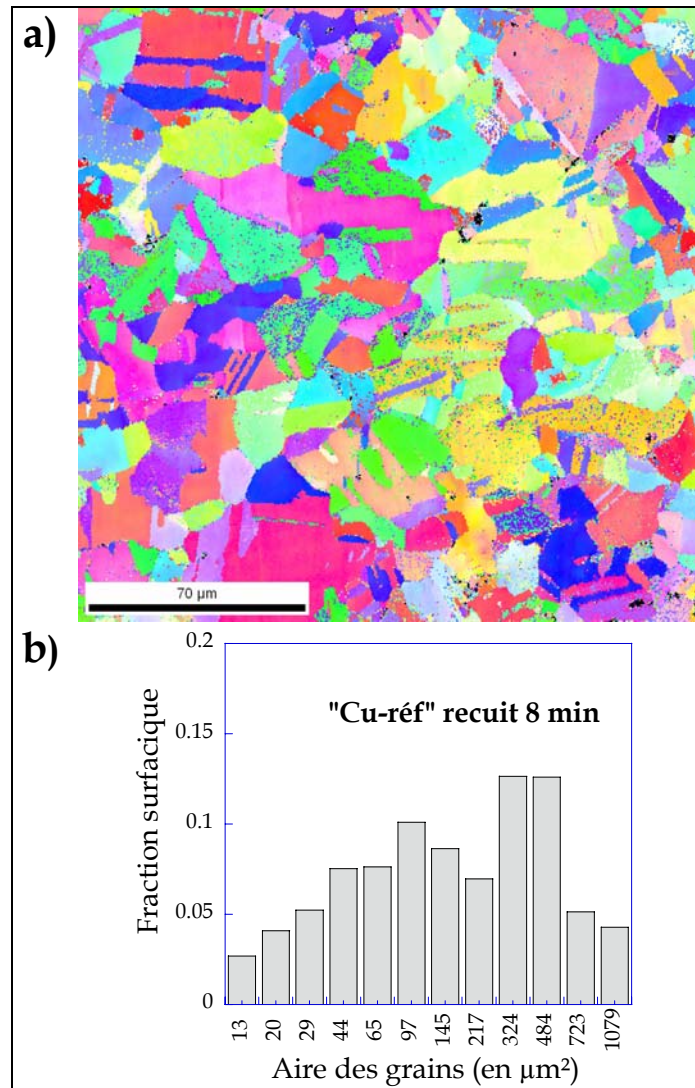 a)
70 µm
b)
0.2
0.15
0.1
0.05
0
"Cu-réf" recuit 8 min
Fraction surfacique
13
20
29
44
65
97
145
217
324
484
723
1079
Aire des grains (en µm²)